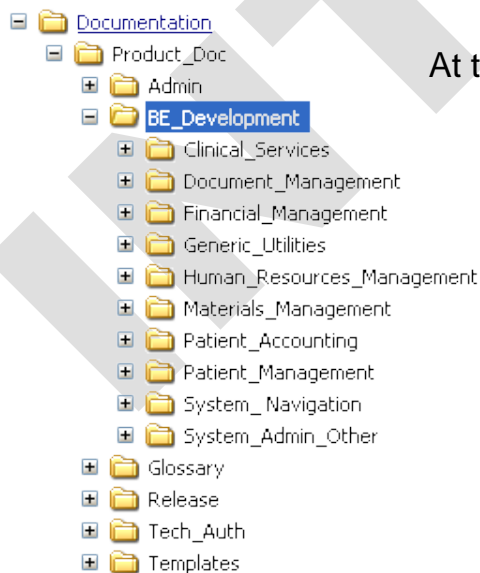 Documentation
Product_Doc
At t
Admin
BE_Development
Clinical_Services
Document_Management
Financial_Management
Generic_Utilities
Human_Resources_Management
Materials_Management
Patient_Accounting
Patient_Management
System_ Navigation
System_Admin_Other
Glossary
Release
Tech_Auth
Templates